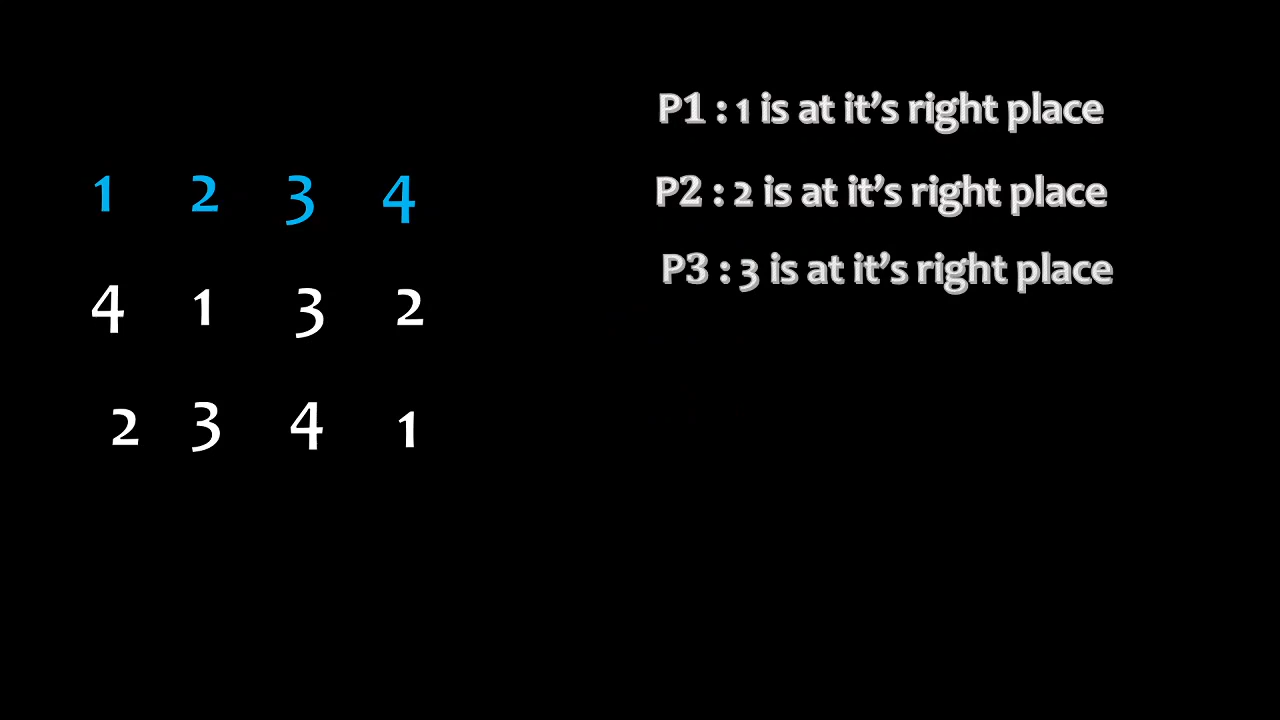 1 2 3 4
4 1 3 2
2 3 4 1
P1 : 1 is at it’s right place
P2 : 2 is at it’s right place
P3 : 3 is at it’s right place